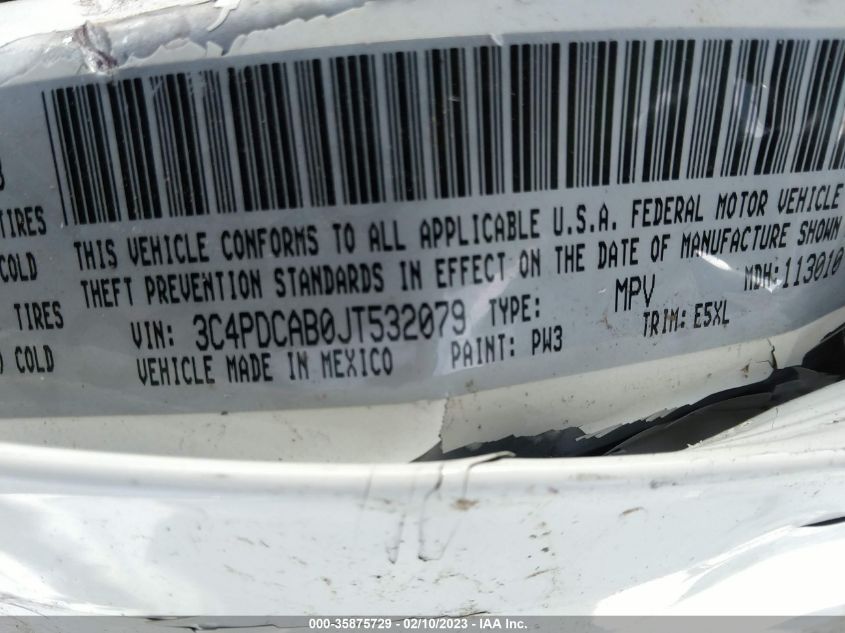 TIRES
COLD
TIRES
COLD
THIS VEHICLE CONFORMS TO ALL APPLICABLE U.S.A. FEDERAL MOTOR VEHICLE
THEFT PREVENTION STANDARDS IN EFFECT ON THE DATE OF MANUFACTURE SHOWN
VIN: 3C4PDCAB0JT532079 TYPE: MPV MDH: 113010
VEHICLE MADE IN MEXICO PAINT: PW3 TRIM: E5XL
000-35875729 - 02/10/2023 - IAA Inc.